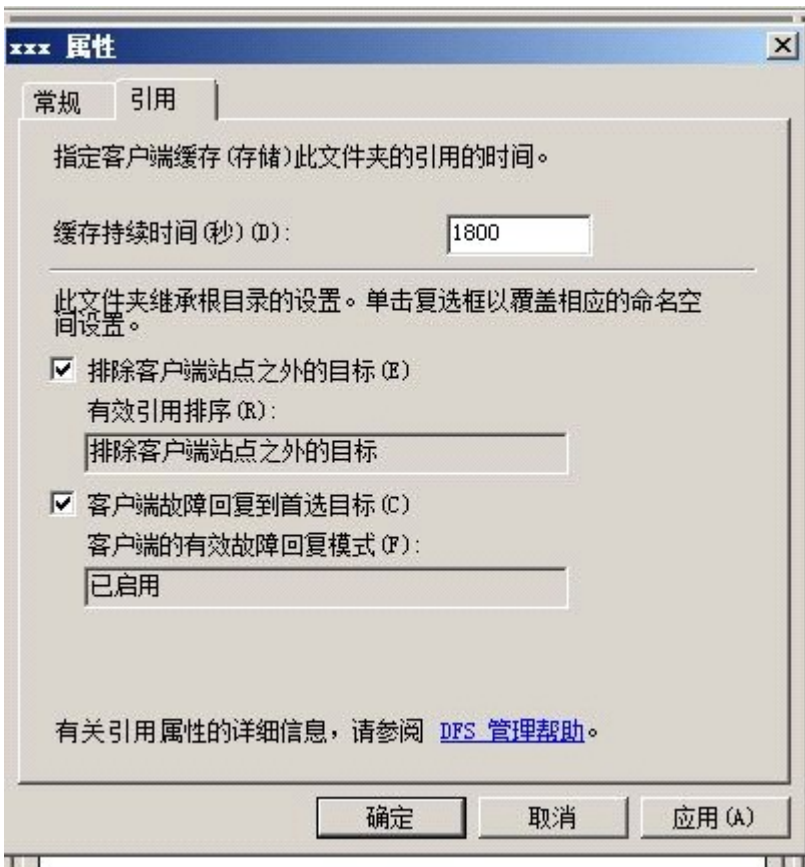 xxx 属性
常规
引用
指定客户端缓存(存储)此文件夹的引用的时间。
缓存持续时间(秒)(D):
1800
此文件夹继承根目录的设置。单击复选框以覆盖相应的命名空
间设置。
排除客户端站点之外的目标(E)
有效引用排序(R):
排除客户端站点之外的目标
客户端故障回复到首选目标(C)
客户端的有效故障回复模式(F):
已启用
有关引用属性的详细信息，请参阅 DFS 管理帮助。
确定
取消
应用(A)